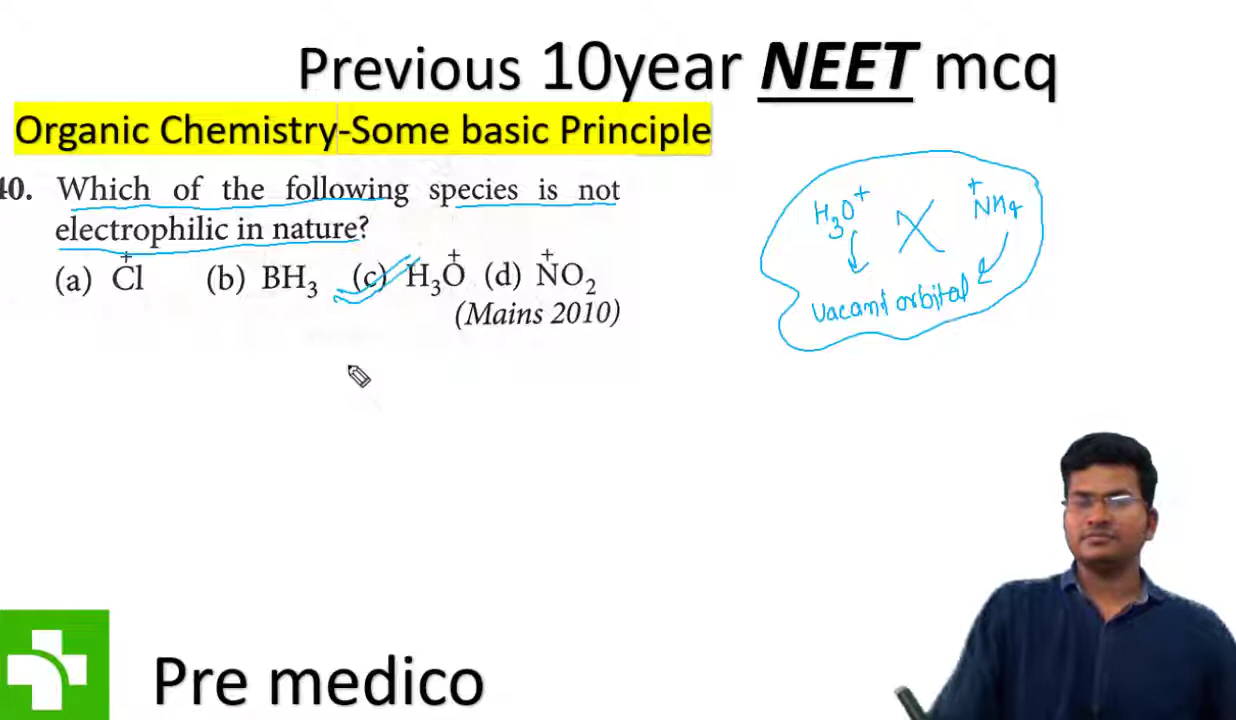 Previous 10year NEET mcq
Organic Chemistry-Some basic Principle
40. Which of the following species is not
electrophilic in nature?
(a) C⁺l (b) BH₃ (c) H₃O⁺ (d) N⁺O₂
(Mains 2010)
H₃O⁺ X N⁺H₄
vacant orbital
Pre medico